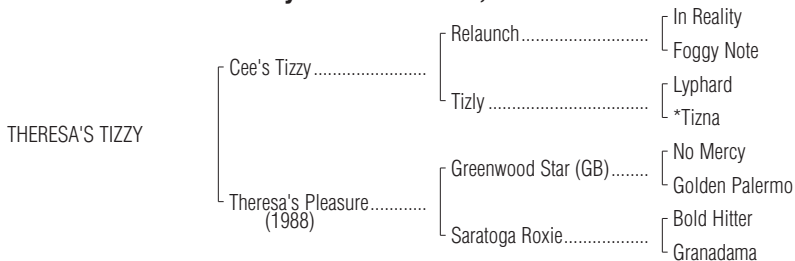 In Reality
Relaunch..........................
Foggy Note
Cee's Tizzy.......................
Lyphard
Tizly ................................
*Tizna
THERESA'S TIZZY
No Mercy
Greenwood Star (GB)........
Golden Palermo
Theresa's Pleasure............
(1988)
Bold Hitter
Saratoga Roxie..................
Granadama